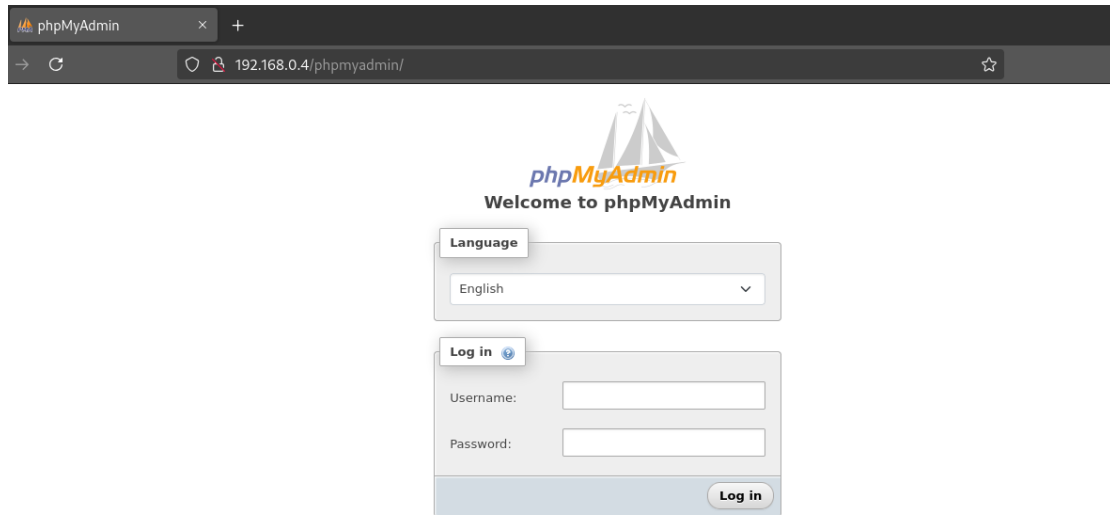 phpMyAdmin
192.168.0.4/phpmyadmin/
phpMyAdmin
Welcome to phpMyAdmin
Language
English
Log in
Username:
Password:
Log in